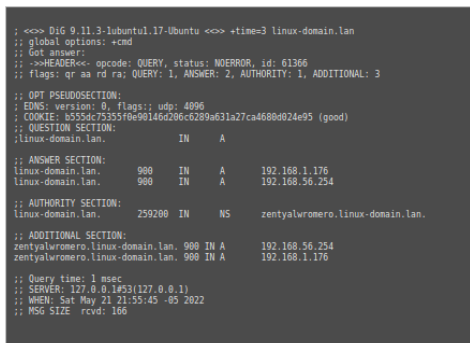 ; <<>> DiG 9.11.3-1ubuntu1.17-Ubuntu <<>> +time=3 linux-domain.lan
;; global options: +cmd
;; Got answer:
;; ->>HEADER<<- opcode: QUERY, status: NOERROR, id: 61366
;; flags: qr aa rd ra; QUERY: 1, ANSWER: 2, AUTHORITY: 1, ADDITIONAL: 3
;; OPT PSEUDOSECTION:
; EDNS: version: 0, flags:; udp: 4096
; COOKIE: b555dc75355f0e90146d206c6289a631a27ca4680d024e95 (good)
;; QUESTION SECTION:
;linux-domain.lan. IN A
;; ANSWER SECTION:
linux-domain.lan. 900 IN A 192.168.1.176
linux-domain.lan. 900 IN A 192.168.56.254
;; AUTHORITY SECTION:
linux-domain.lan. 259200 IN NS zentyalwromero.linux-domain.lan.
;; ADDITIONAL SECTION:
zentyalwromero.linux-domain.lan. 900 IN A 192.168.56.254
zentyalwromero.linux-domain.lan. 900 IN A 192.168.1.176
;; Query time: 1 msec
;; SERVER: 127.0.0.1#53(127.0.0.1)
;; WHEN: Sat May 21 21:55:45 -05 2022
;; MSG SIZE rcvd: 166